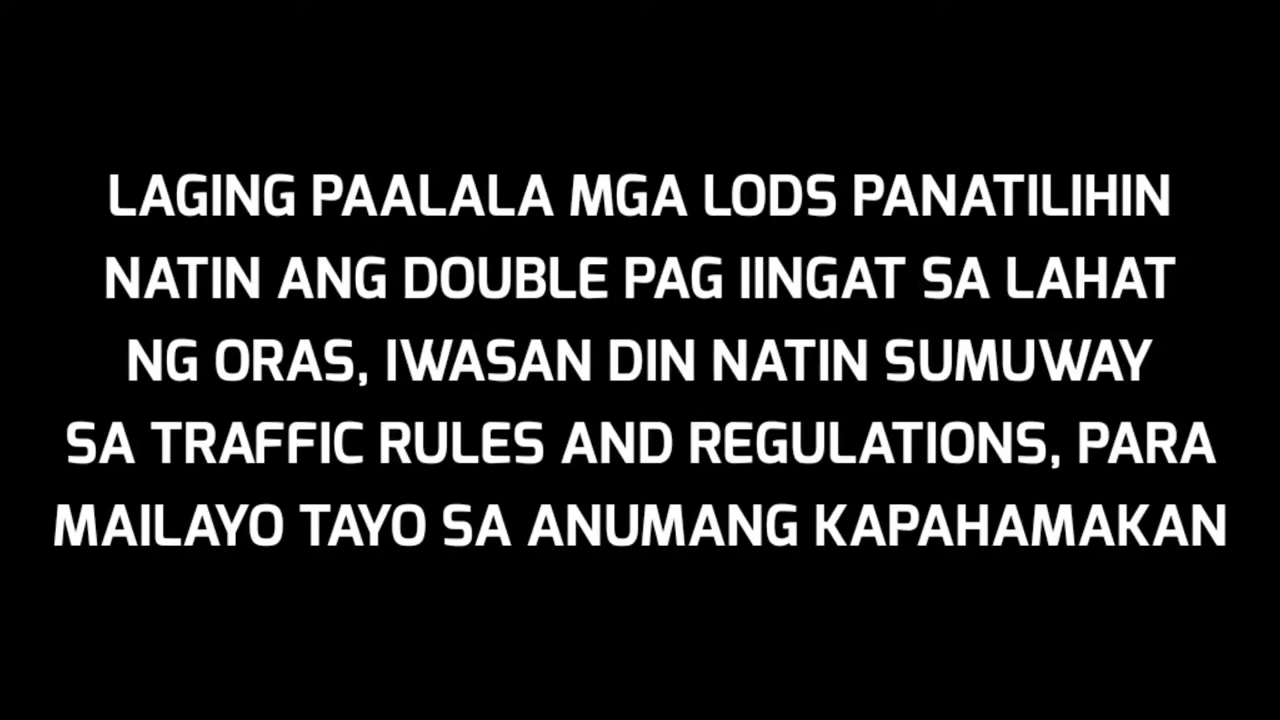 LAGING PAALALA MGA LODS PANATILIHIN
NATIN ANG DOUBLE PAG IINGAT SA LAHAT
NG ORAS, IWASAN DIN NATIN SUMUWAY
SA TRAFFIC RULES AND REGULATIONS, PARA
MAILAYO TAYO SA ANUMANG KAPAHAMAKAN